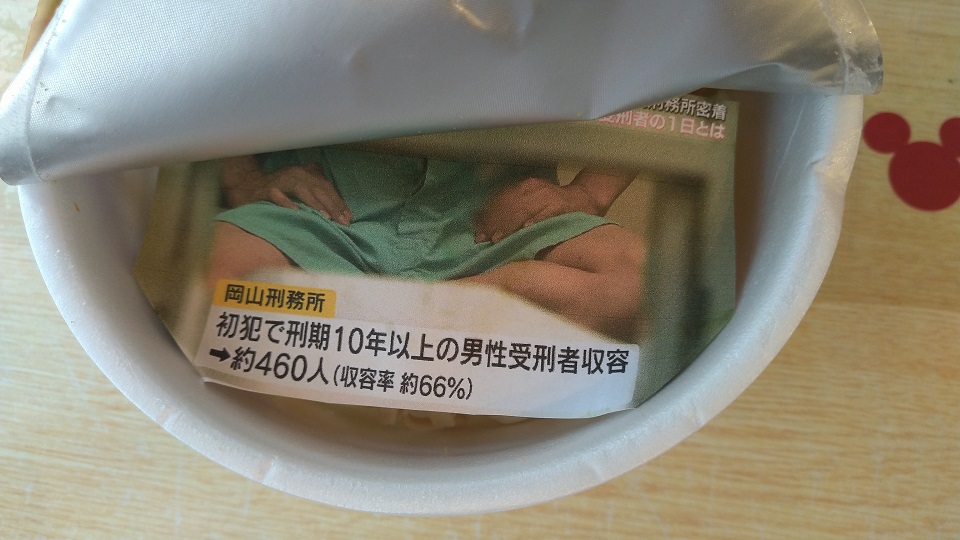 刑務所密着
受刑者の1日とは
岡山刑務所
初犯で刑期10年以上の男性受刑者収容
➡約460人(収容率 約66%)